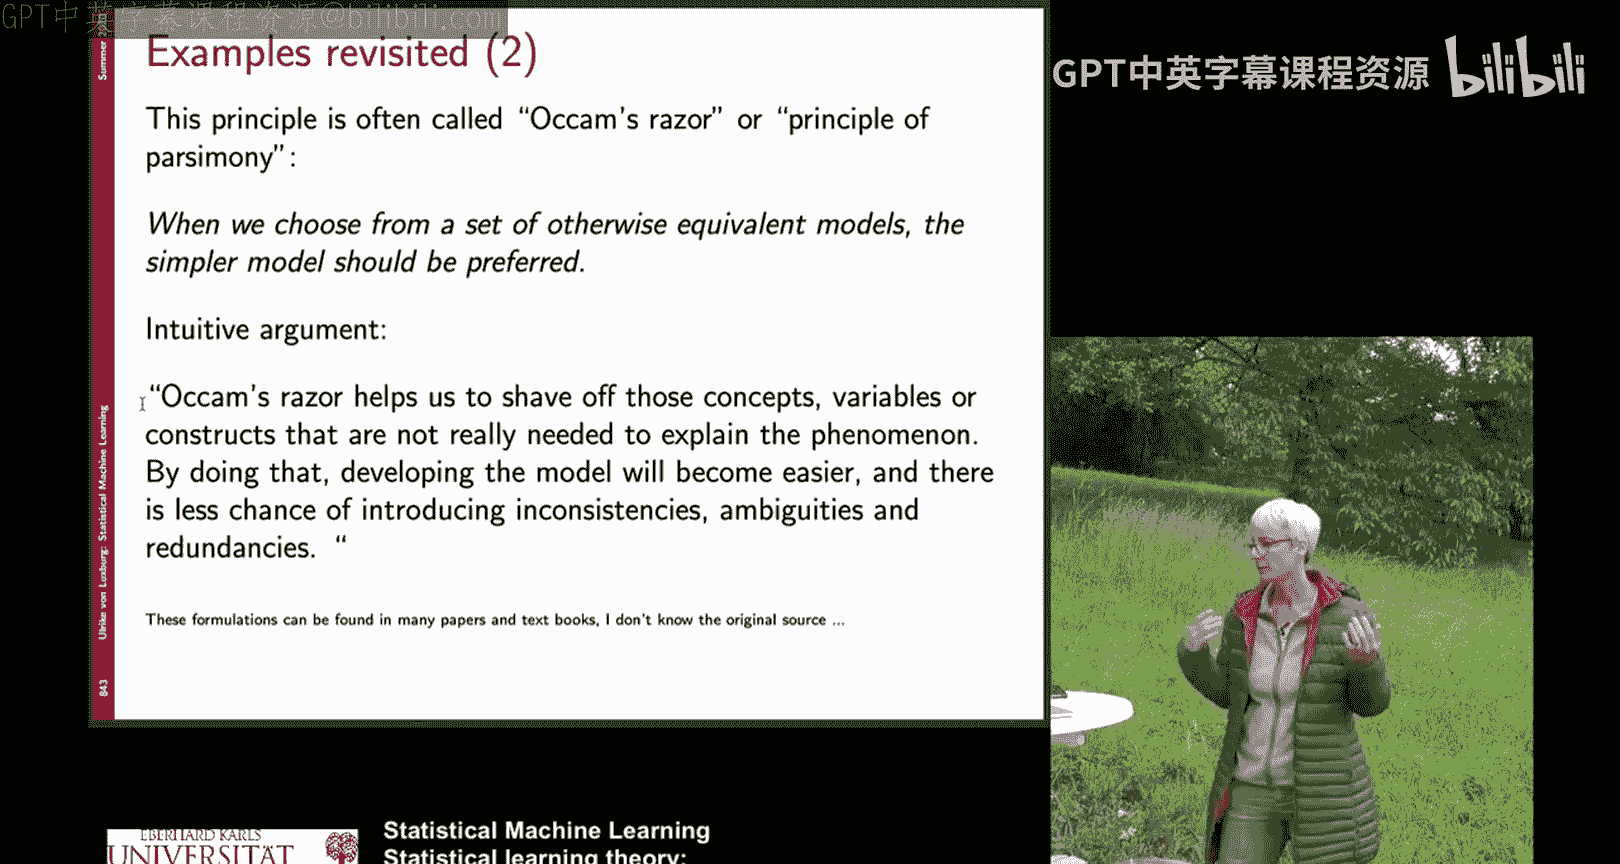 GPT中英字幕课程资源@bilibili.com
Examples revisited (2)
This principle is often called “Occam’s razor” or “principle of
parsimony”:
When we choose from a set of otherwise equivalent models, the
simpler model should be preferred.
Intuitive argument:
“Occam’s razor helps us to shave off those concepts, variables or
constructs that are not really needed to explain the phenomenon.
By doing that, developing the model will become easier, and there
is less chance of introducing inconsistencies, ambiguities and
redundancies. “
These formulations can be found in many papers and text books, I don’t know the original source ...
Summer
Ulrike von Luxburg: Statistical Machine Learning
843
GPT中英字幕课程资源 bilibili
EBERHARD KARLS
UNIVERSITÄT
Statistical Machine Learning
Statistical learning theory: